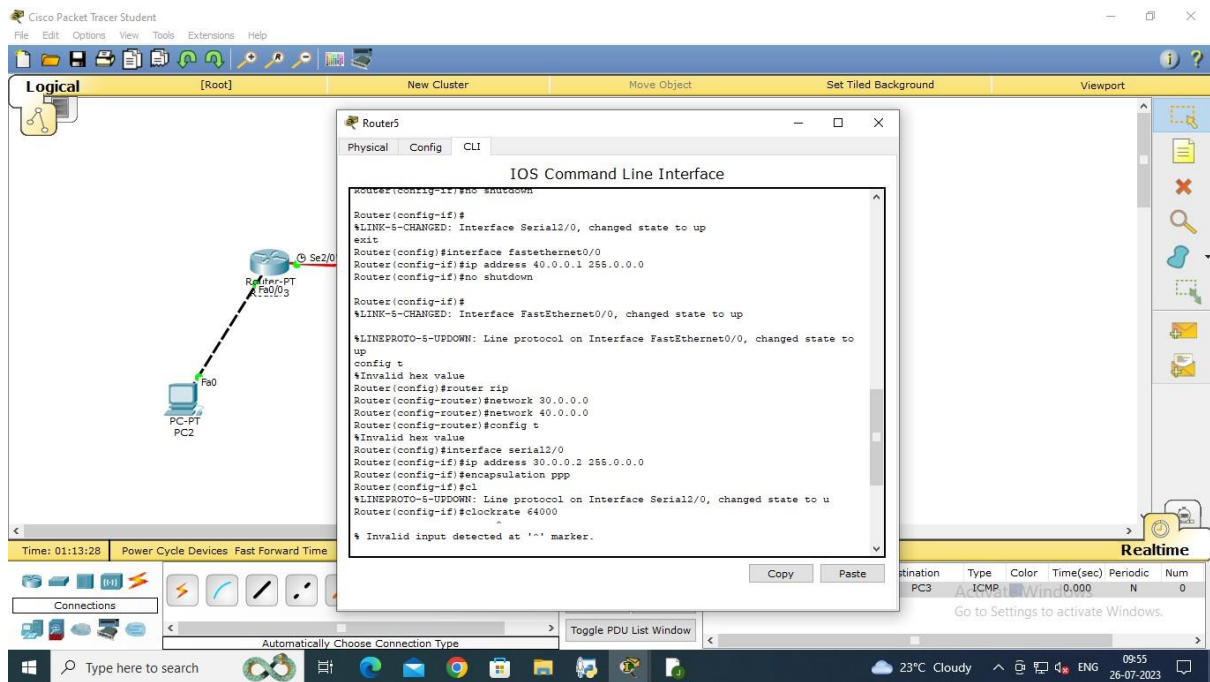 Cisco Packet Tracer Student
File Edit Options View Tools Extensions Help
Logical [Root] New Cluster Move Object Set Tiled Background Viewport
Router5
Physical Config CLI
IOS Command Line Interface
Router(config-if)#no shutdown
Router(config-if)#
%LINK-5-CHANGED: Interface Serial2/0, changed state to up
exit
Router(config)#interface fastethernet0/0
Router(config-if)#ip address 40.0.0.1 255.0.0.0
Router(config-if)#no shutdown
Router(config-if)#
%LINK-5-CHANGED: Interface FastEthernet0/0, changed state to up
%LINEPROTO-5-UPDOWN: Line protocol on Interface FastEthernet0/0, changed state to
up
config t
%Invalid hex value
Router(config)#router rip
Router(config-router)#network 30.0.0.0
Router(config-router)#network 40.0.0.0
Router(config-router)#config t
%Invalid hex value
Router(config)#interface serial2/0
Router(config-if)#ip address 30.0.0.2 255.0.0.0
Router(config-if)#encapsulation ppp
Router(config-if)#cl
%LINEPROTO-5-UPDOWN: Line protocol on Interface Serial2/0, changed state to u
Router(config-if)#clockrate 64000
^
% Invalid input detected at '^' marker.
Copy Paste
Se2/0
Router-PT
Fa0/0
Fa0
PC-PT
PC2
Time: 01:13:28 Power Cycle Devices Fast Forward Time Realtime
Connections
Automatically Choose Connection Type
Toggle PDU List Window
stination Type Color Time(sec) Periodic Num
PC3 ICMP 0.000 N 0
Activate Windows
Go to Settings to activate Windows.
Type here to search
23°C Cloudy ENG 09:55
26-07-2023